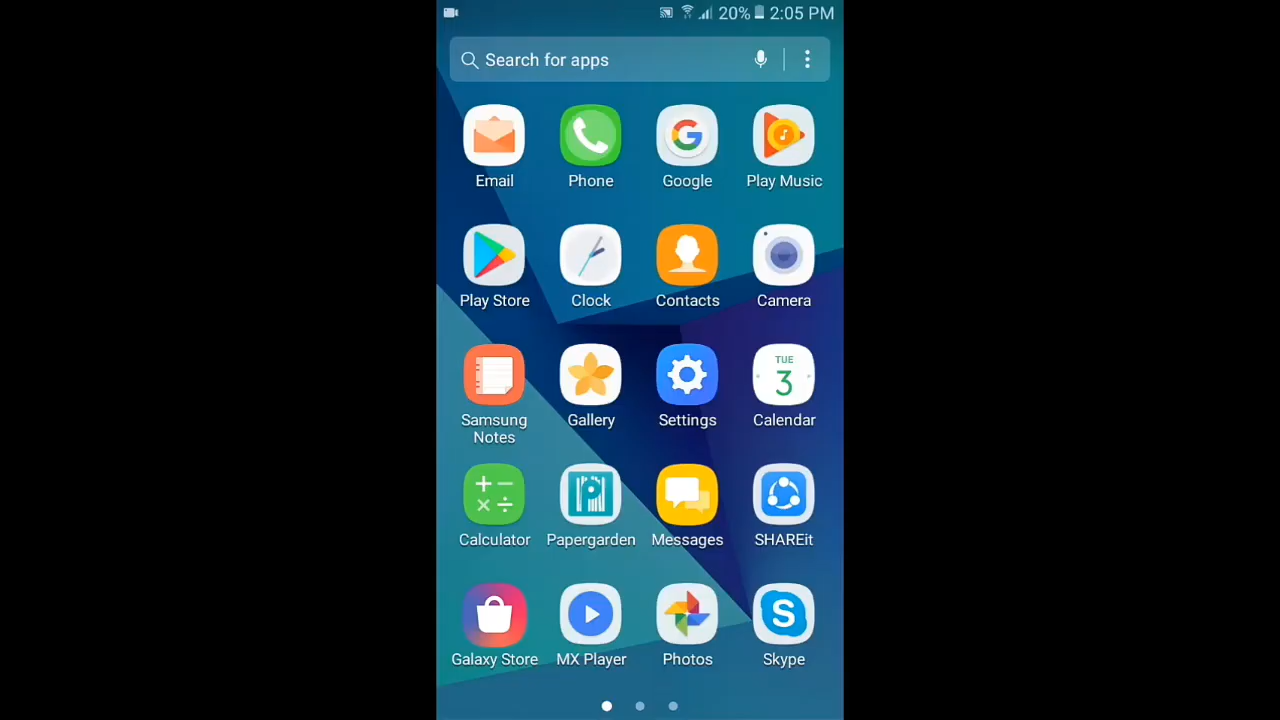 20% 2:05 PM
Search for apps
Email Phone Google Play Music
Play Store Clock Contacts Camera
TUE
3
Samsung Notes Gallery Settings Calendar
Calculator Papergarden Messages SHAREit
Galaxy Store MX Player Photos Skype